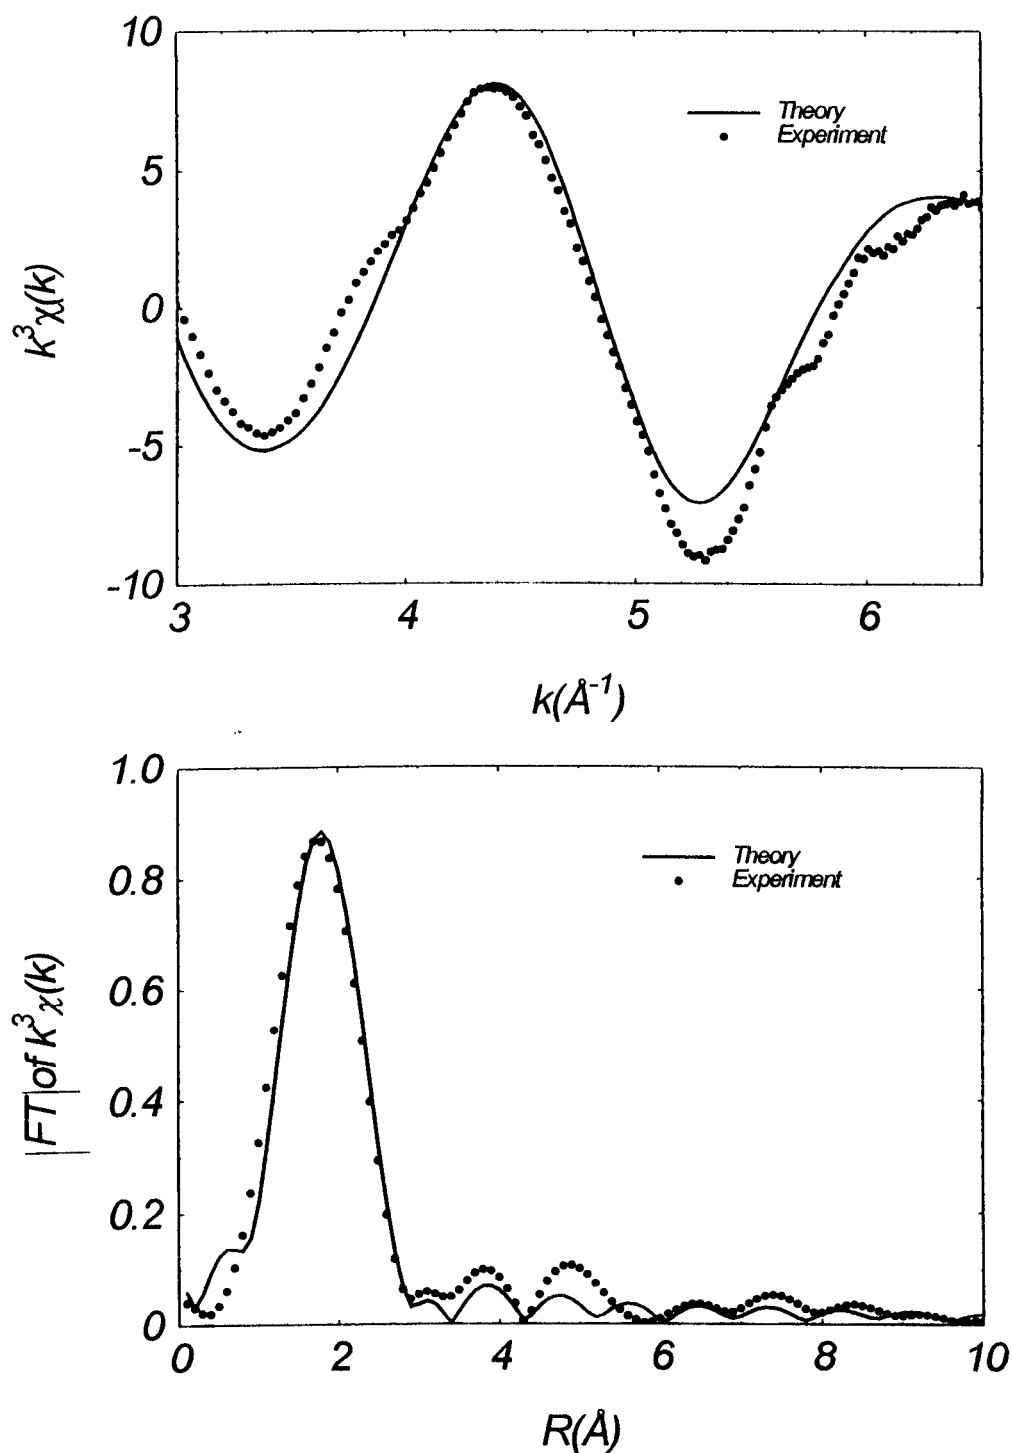 10
5
0
-5
-10
k³χ(k)
Theory
Experiment
3 4 5 6
k(Å⁻¹)
1.0
0.8
0.6
0.4
0.2
0
|FT| of k³χ(k)
Theory
Experiment
0 2 4 6 8 10
R(Å)